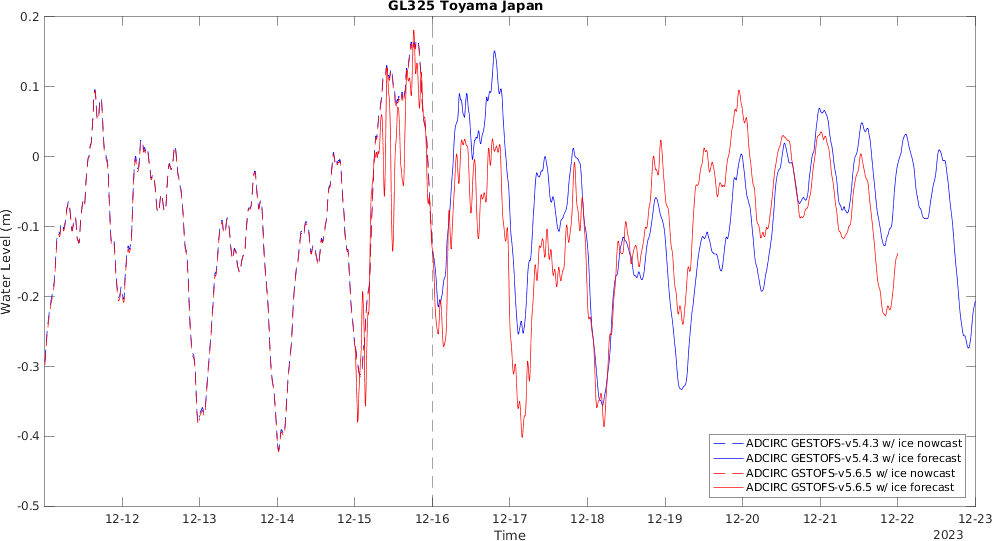 GL325 Toyama Japan
0.2
0.1
0
-0.1
-0.2
-0.3
-0.4
-0.5
Water Level (m)
ADCIRC GESTOFS-v5.4.3 w/ ice nowcast
ADCIRC GESTOFS-v5.4.3 w/ ice forecast
ADCIRC GSTOFS-v5.6.5 w/ ice nowcast
ADCIRC GSTOFS-v5.6.5 w/ ice forecast
12-12 12-13 12-14 12-15 12-16 12-17 12-18 12-19 12-20 12-21 12-22 12-23
Time
2023